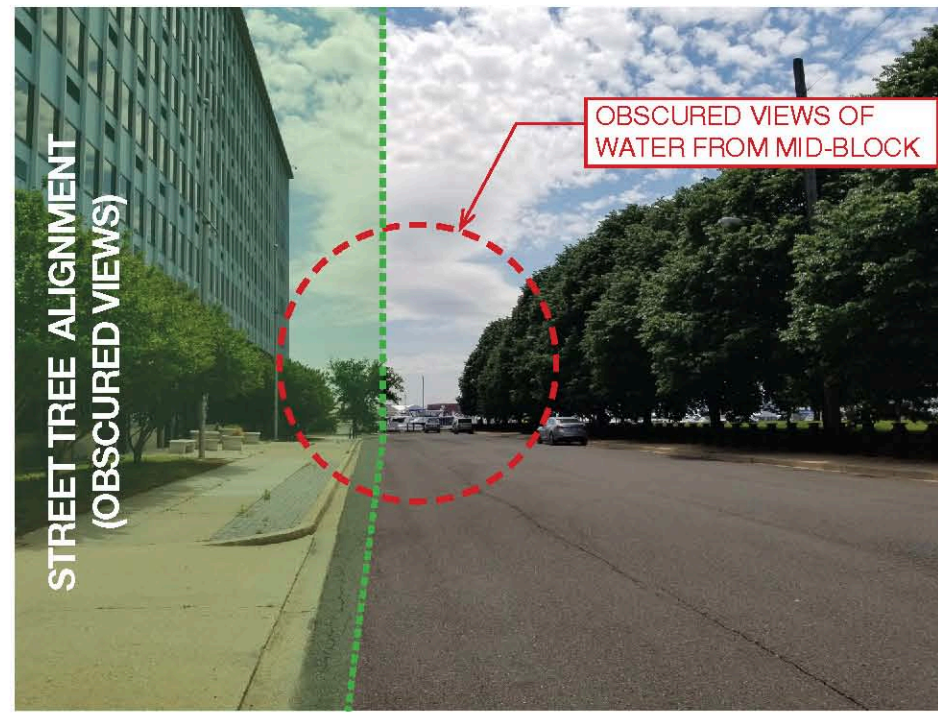 STREET TREE ALIGNMENT
(OBSCURED VIEWS)
OBSCURED VIEWS OF
WATER FROM MID-BLOCK